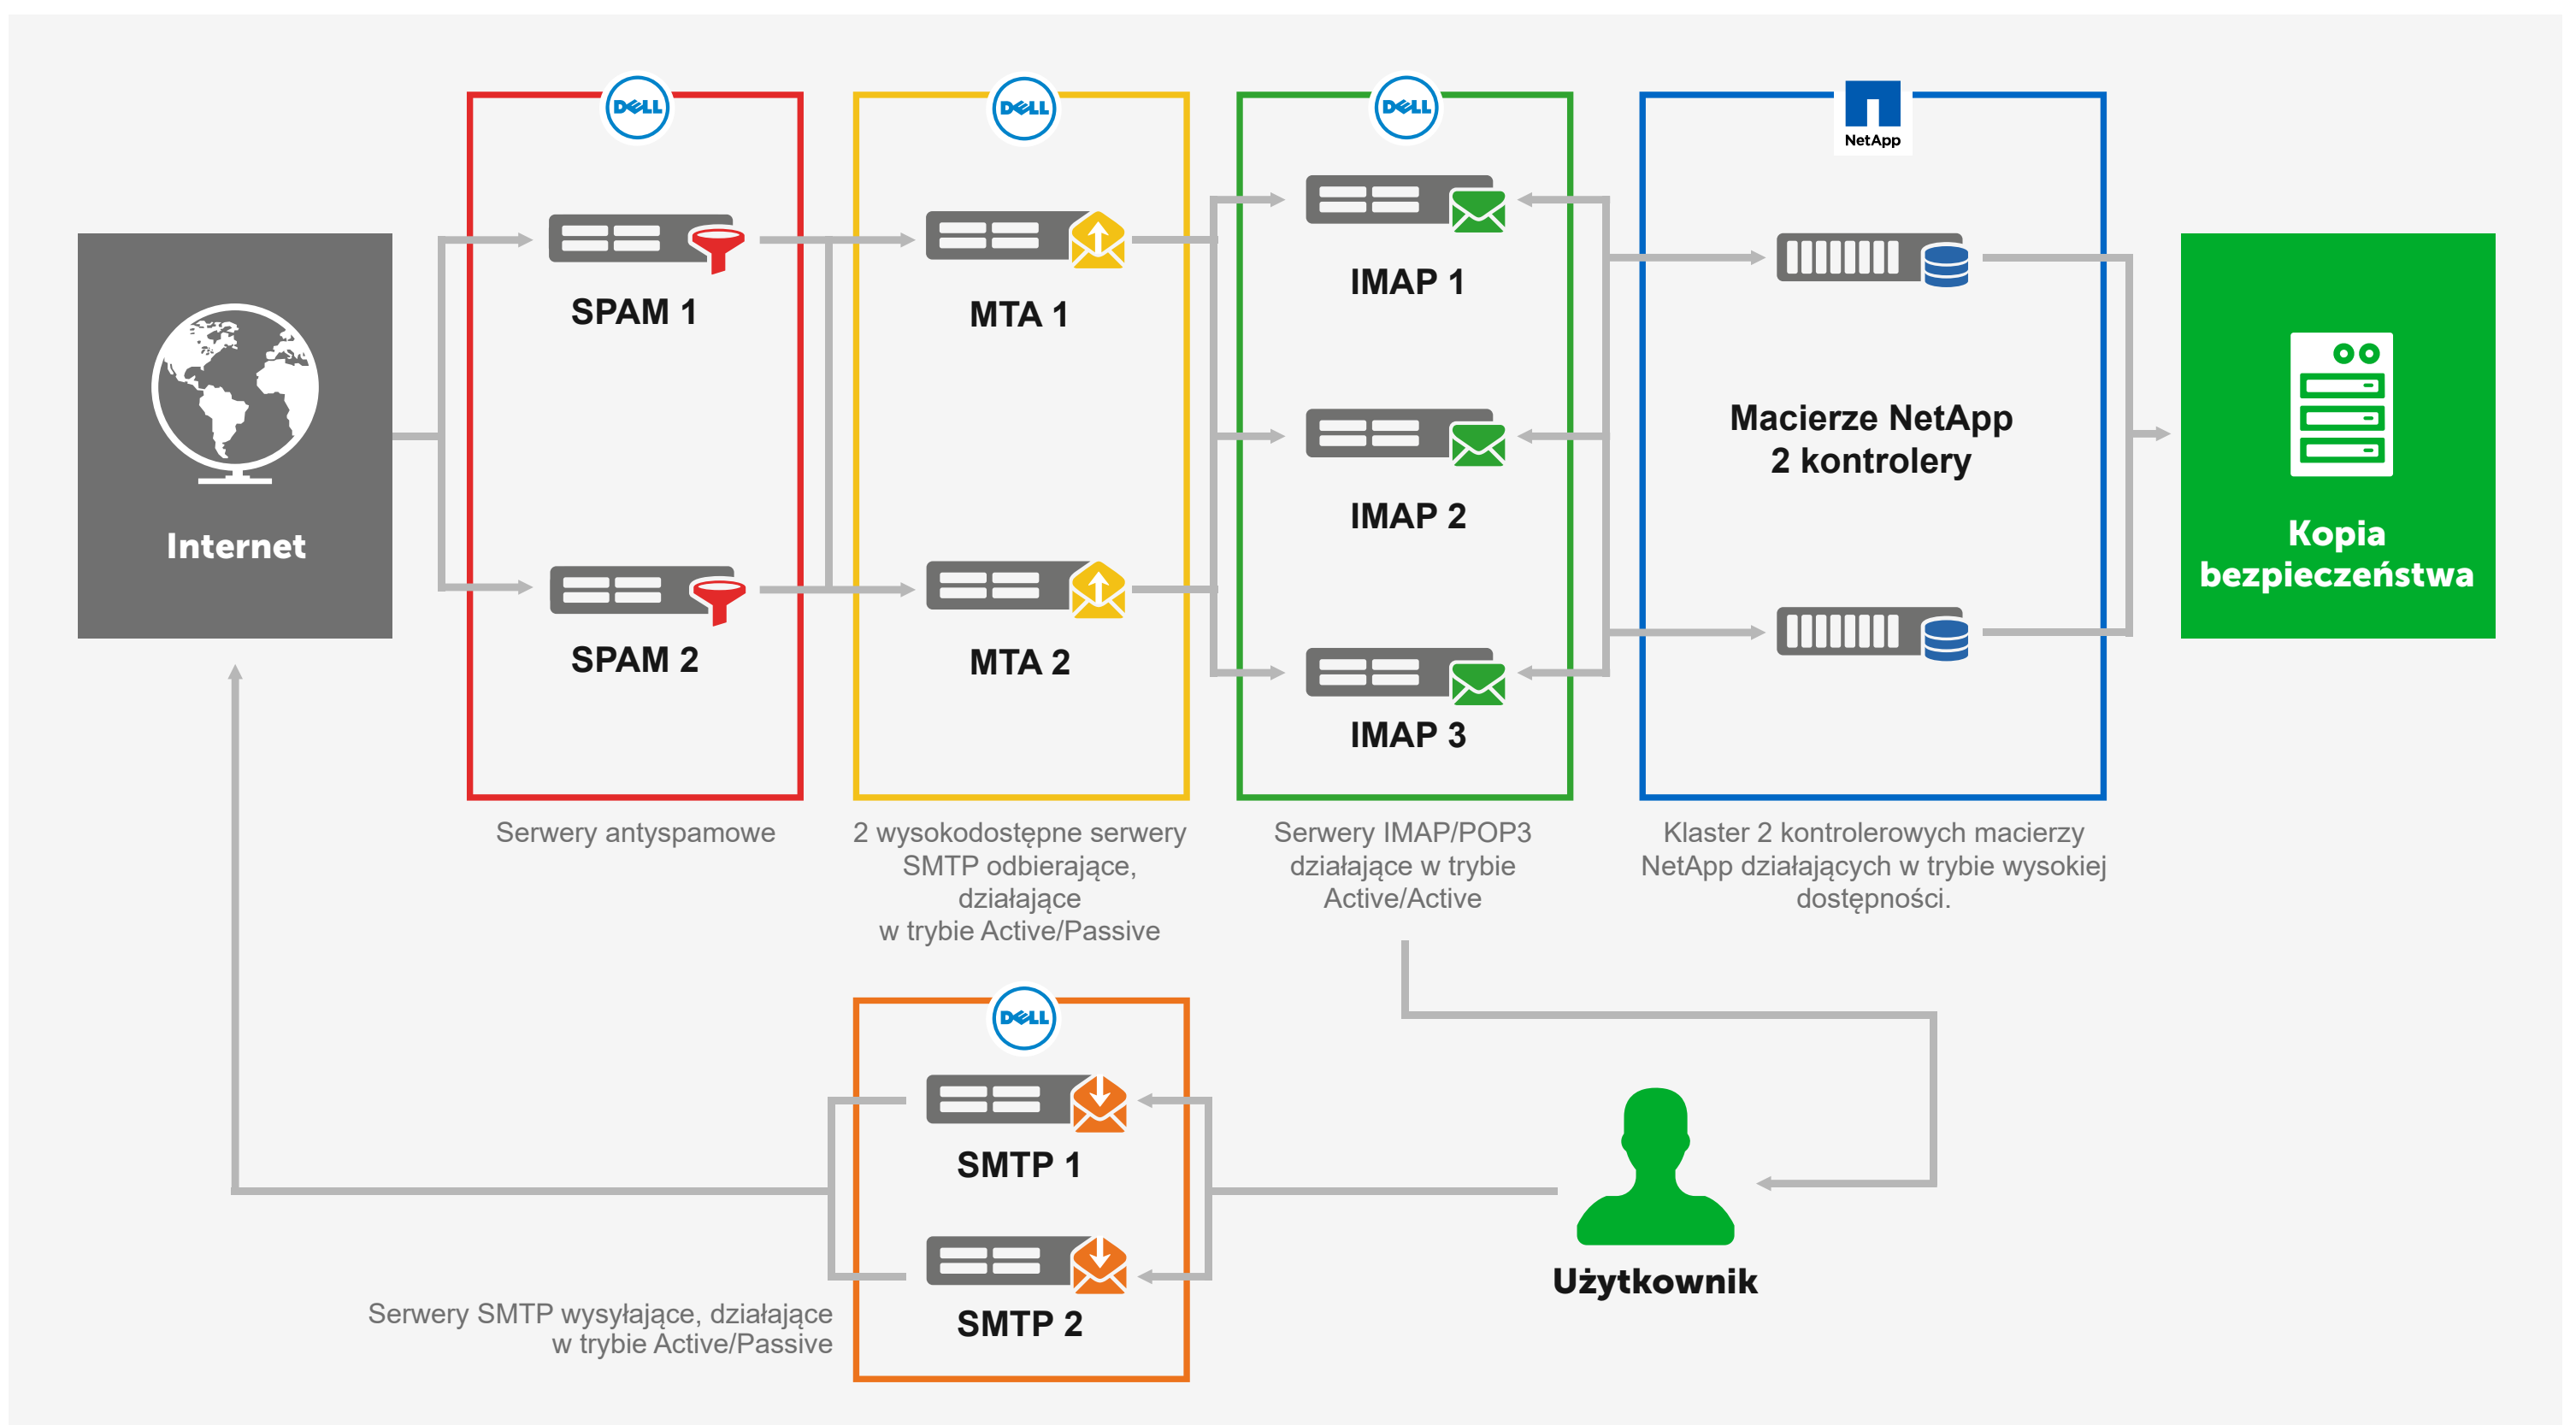 DELL
DELL
DELL
NetApp
Internet
SPAM 1
SPAM 2
Serwery antyspamowe
MTA 1
MTA 2
2 wysokodostępne serwery
SMTP odbierające,
działające
w trybie Active/Passive
IMAP 1
IMAP 2
IMAP 3
Serwery IMAP/POP3
działające w trybie
Active/Active
Macierze NetApp
2 kontrolery
Klaster 2 kontrolerowych macierzy
NetApp działających w trybie wysokiej
dostępności.
Kopia
bezpieczeństwa
DELL
SMTP 1
SMTP 2
Serwery SMTP wysyłające, działające
w trybie Active/Passive
Użytkownik